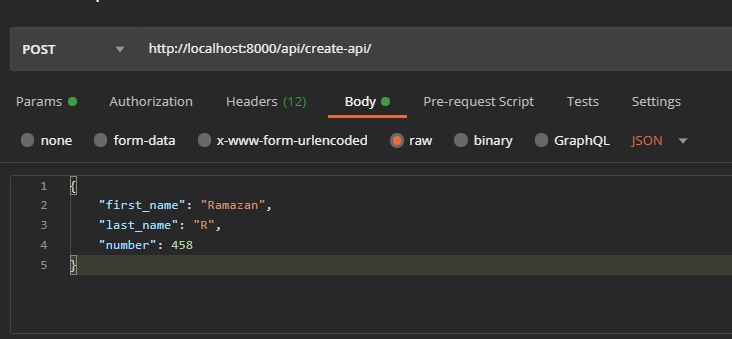 POST http://localhost:8000/api/create-api/
Params Authorization Headers (12) Body Pre-request Script Tests Settings
none form-data x-www-form-urlencoded raw binary GraphQL JSON
1 {
2 "first_name": "Ramazan",
3 "last_name": "R",
4 "number": 458
5 }